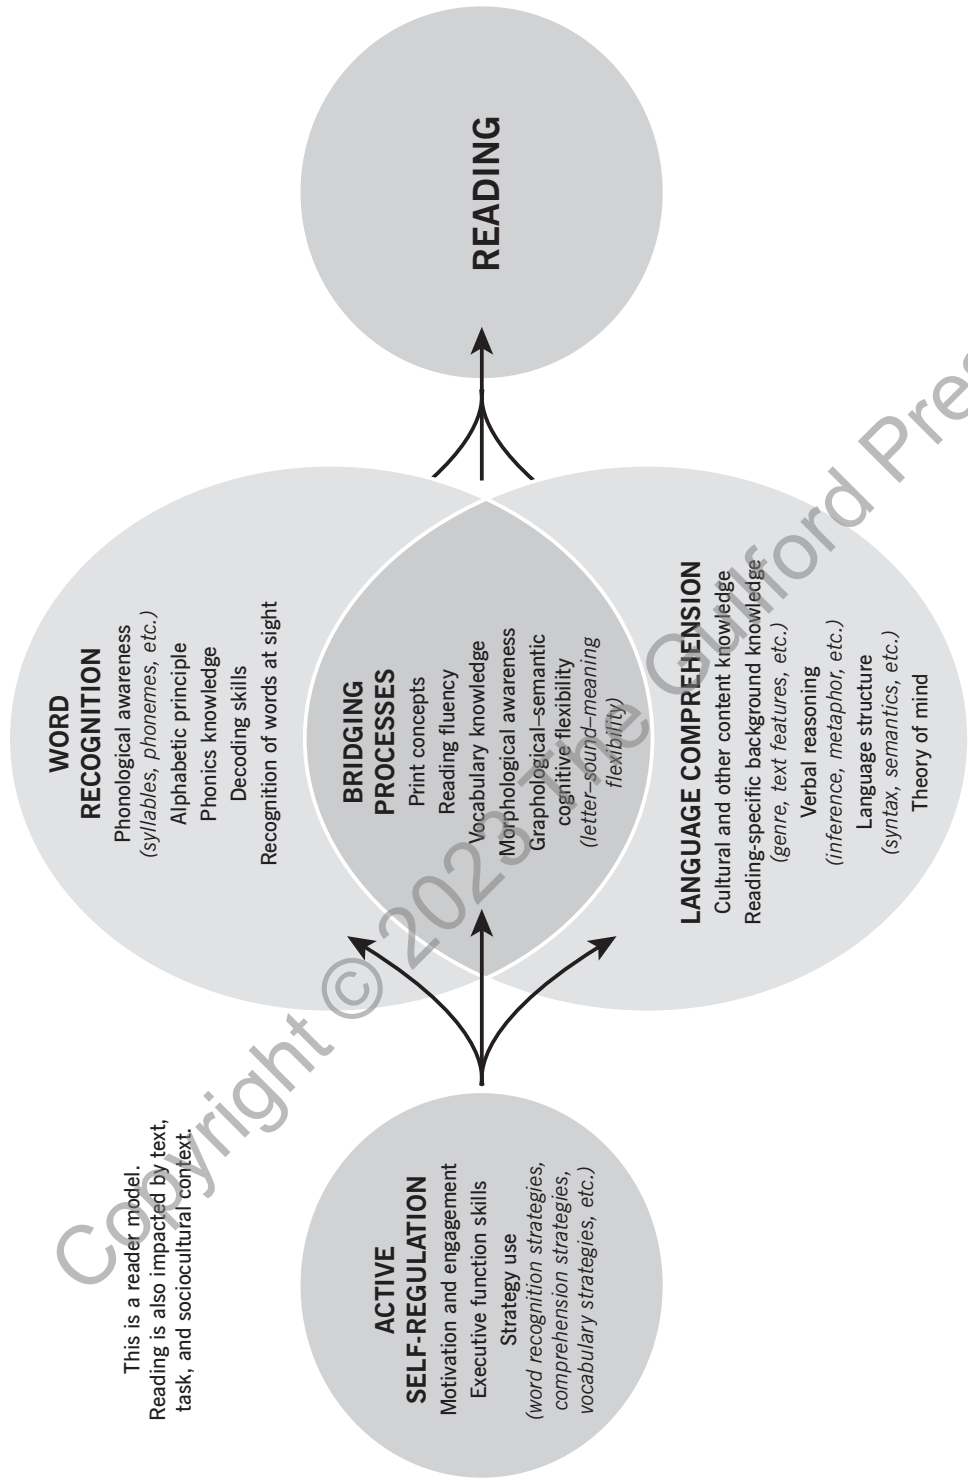 This is a reader model.
Reading is also impacted by text,
task, and sociocultural context.
ACTIVE
SELF-REGULATION
Motivation and engagement
Executive function skills
Strategy use
(word recognition strategies,
comprehension strategies,
vocabulary strategies, etc.)
WORD
RECOGNITION
Phonological awareness
(syllables, phonemes, etc.)
Alphabetic principle
Phonics knowledge
Decoding skills
Recognition of words at sight
BRIDGING
PROCESSES
Print concepts
Reading fluency
Vocabulary knowledge
Morphological awareness
Graphological–semantic
cognitive flexibility
(letter–sound–meaning
flexibility)
LANGUAGE COMPREHENSION
Cultural and other content knowledge
Reading-specific background knowledge
(genre, text features, etc.)
Verbal reasoning
(inference, metaphor, etc.)
Language structure
(syntax, semantics, etc.)
Theory of mind
READING
Copyright © 2023 The Guilford Pres